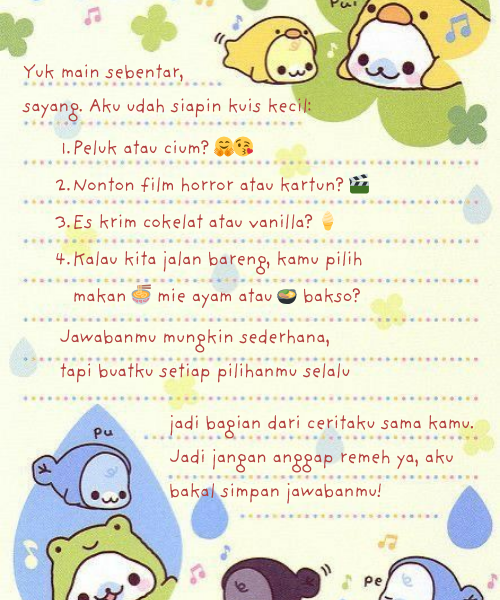 Pui
Yuk main sebentar,
sayang. Aku udah siapin kuis kecil:
1. Peluk atau cium? 🤗😘
2. Nonton film horror atau kartun? 🎬
3. Es krim cokelat atau vanilla? 🍦
4. Kalau kita jalan bareng, kamu pilih
makan 🍜 mie ayam atau 🍲 bakso?
Jawabanmu mungkin sederhana,
tapi buatku setiap pilihanmu selalu
jadi bagian dari ceritaku sama kamu.
pu
Jadi jangan anggap remeh ya, aku
bakal simpan jawabanmu!
pe